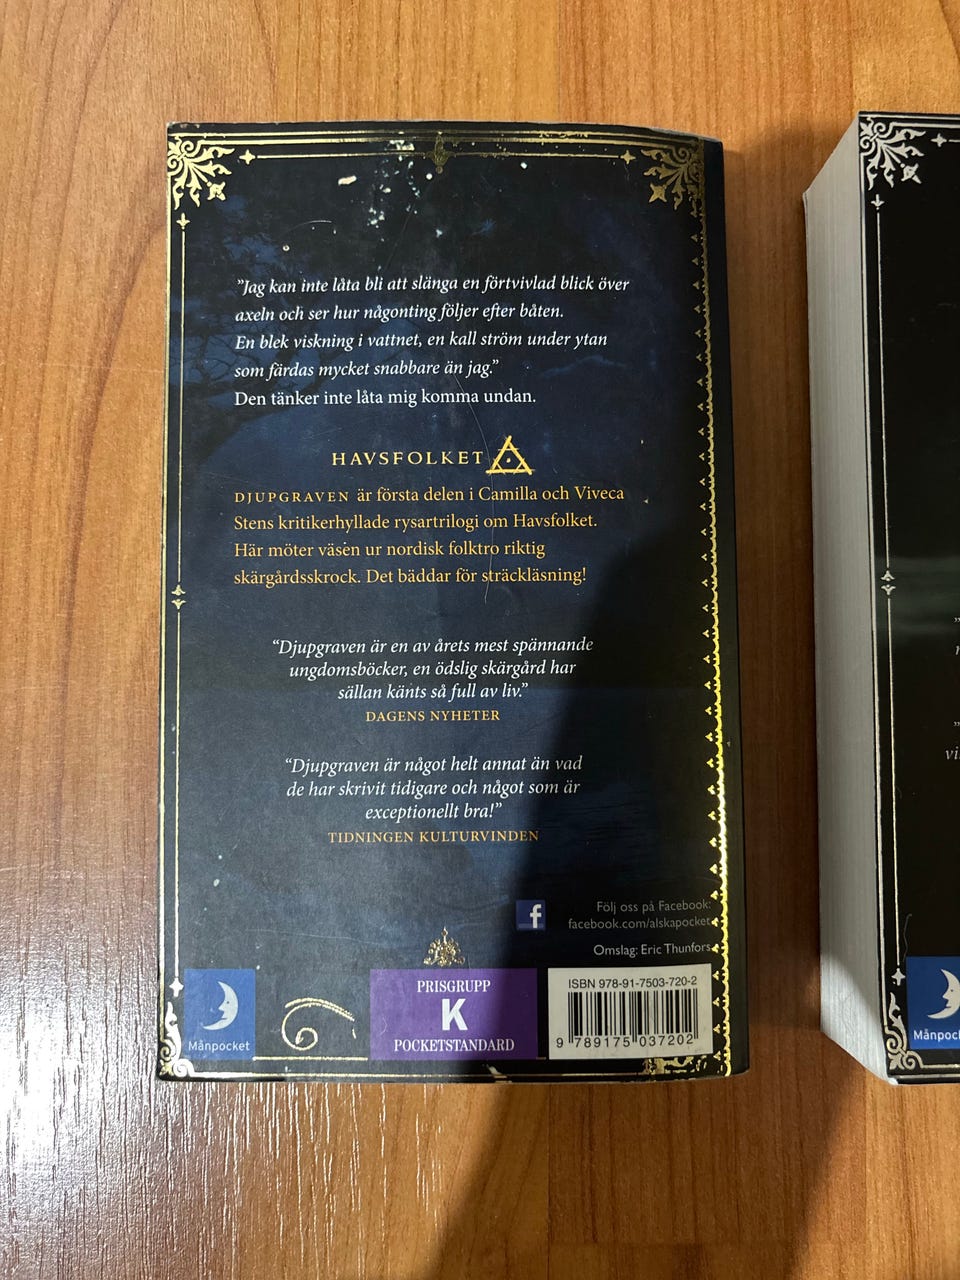 ”Jag kan inte låta bli att slänga en förtvivlad blick över
axeln och ser hur någonting följer efter båten.
En blek viskning i vattnet, en kall ström under ytan
som färdas mycket snabbare än jag.”
Den tänker inte låta mig komma undan.
HAVSFOLKET
DJUPGRAVEN är första delen i Camilla och Viveca
Stens kritikerhyllade rysartrilogi om Havsfolket.
Här möter väsen ur nordisk folktro riktig
skärgårdsskrock. Det bäddar för sträckläsning!
“Djupgraven är en av årets mest spännande
ungdomsböcker, en ödslig skärgård har
sällan känts så full av liv.”
DAGENS NYHETER
“Djupgraven är något helt annat än vad
de har skrivit tidigare och något som är
exceptionellt bra!”
TIDNINGEN KULTURVINDEN
f
Följ oss på Facebook:
facebook.com/alskapocket
Omslag: Eric Thunfors
Månpocket
PRISGRUPP
K
POCKETSTANDARD
ISBN 978-91-7503-720-2
9 789175 037202